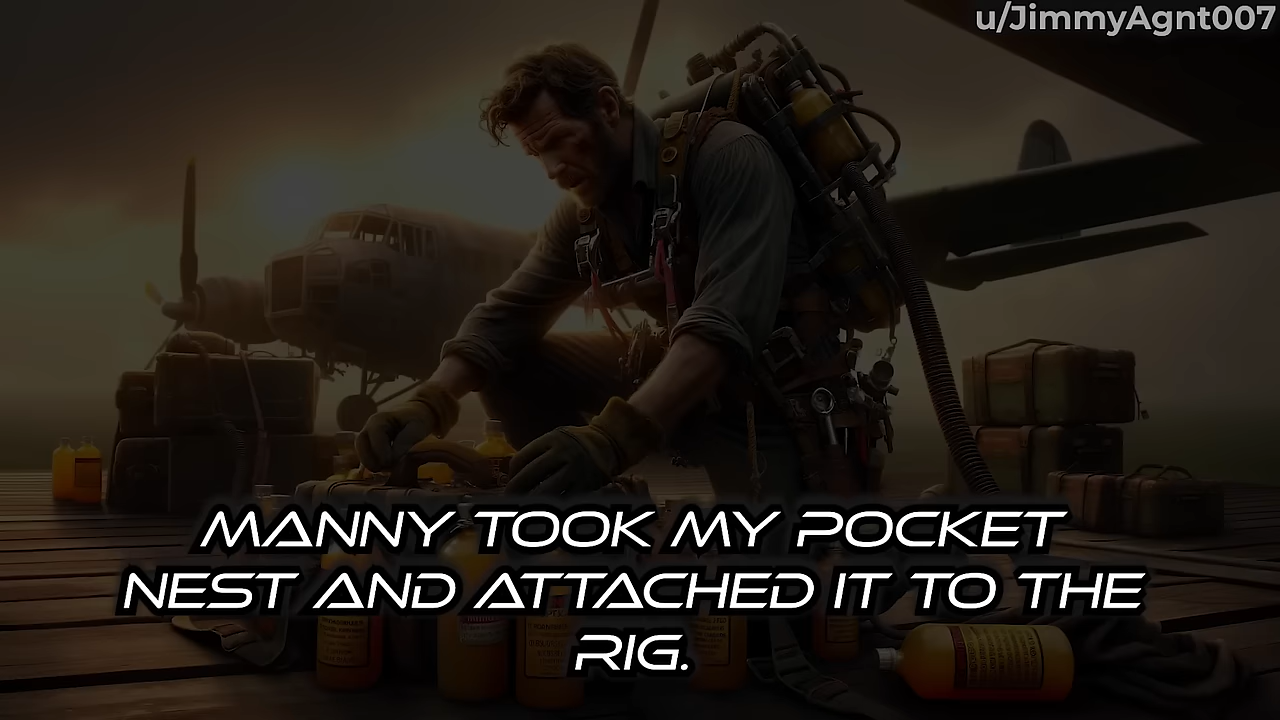 u/JimmyAgnt007
MANNY TOOK MY POCKET
NEST AND ATTACHED IT TO THE
RIG.